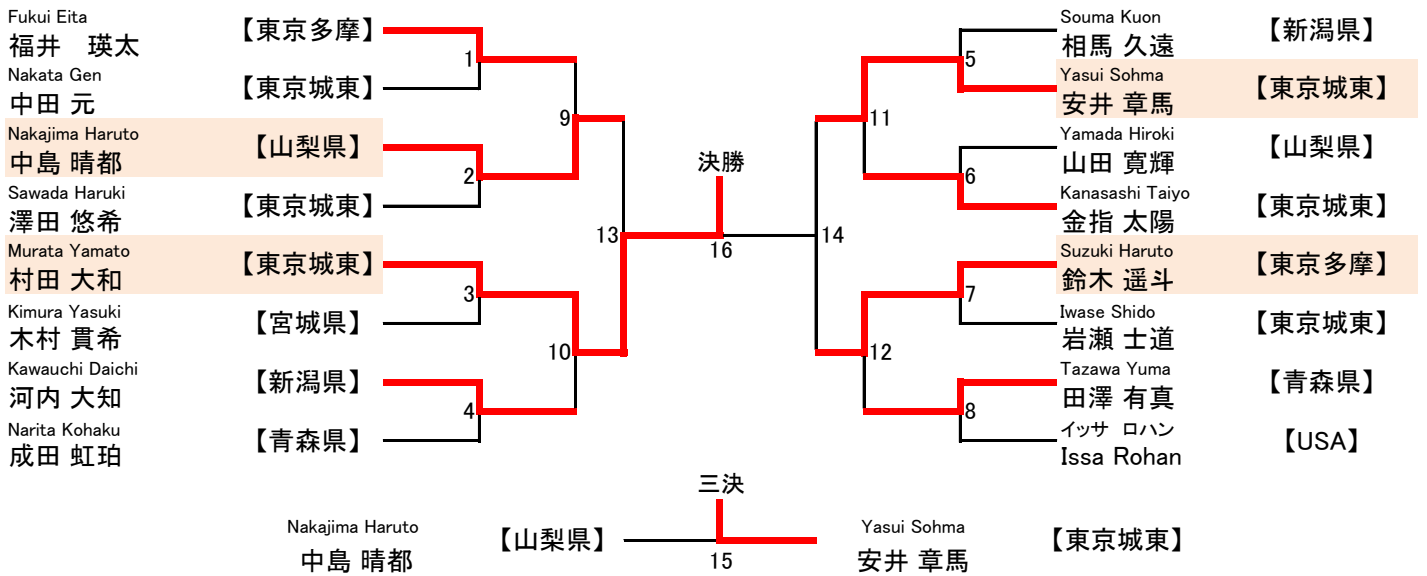 Fukui Eita
福井　瑛太
【東京多摩】
Nakata Gen
中田 元
【東京城東】
Nakajima Haruto
中島 晴都
【山梨県】
Sawada Haruki
澤田 悠希
【東京城東】
Murata Yamato
村田 大和
【東京城東】
Kimura Yasuki
木村 貫希
【宮城県】
Kawauchi Daichi
河内 大知
【新潟県】
Narita Kohaku
成田 虹珀
【青森県】
1
2
3
4
9
10
13
決勝
16
14
11
12
5
6
7
8
Souma Kuon
相馬 久遠
【新潟県】
Yasui Sohma
安井 章馬
【東京城東】
Yamada Hiroki
山田 寛輝
【山梨県】
Kanasashi Taiyo
金指 太陽
【東京城東】
Suzuki Haruto
鈴木 遥斗
【東京多摩】
Iwase Shido
岩瀬 士道
【東京城東】
Tazawa Yuma
田澤 有真
【青森県】
イッサ ロハン
Issa Rohan
【USA】
三決
Nakajima Haruto
中島 晴都
【山梨県】
15
Yasui Sohma
安井 章馬
【東京城東】